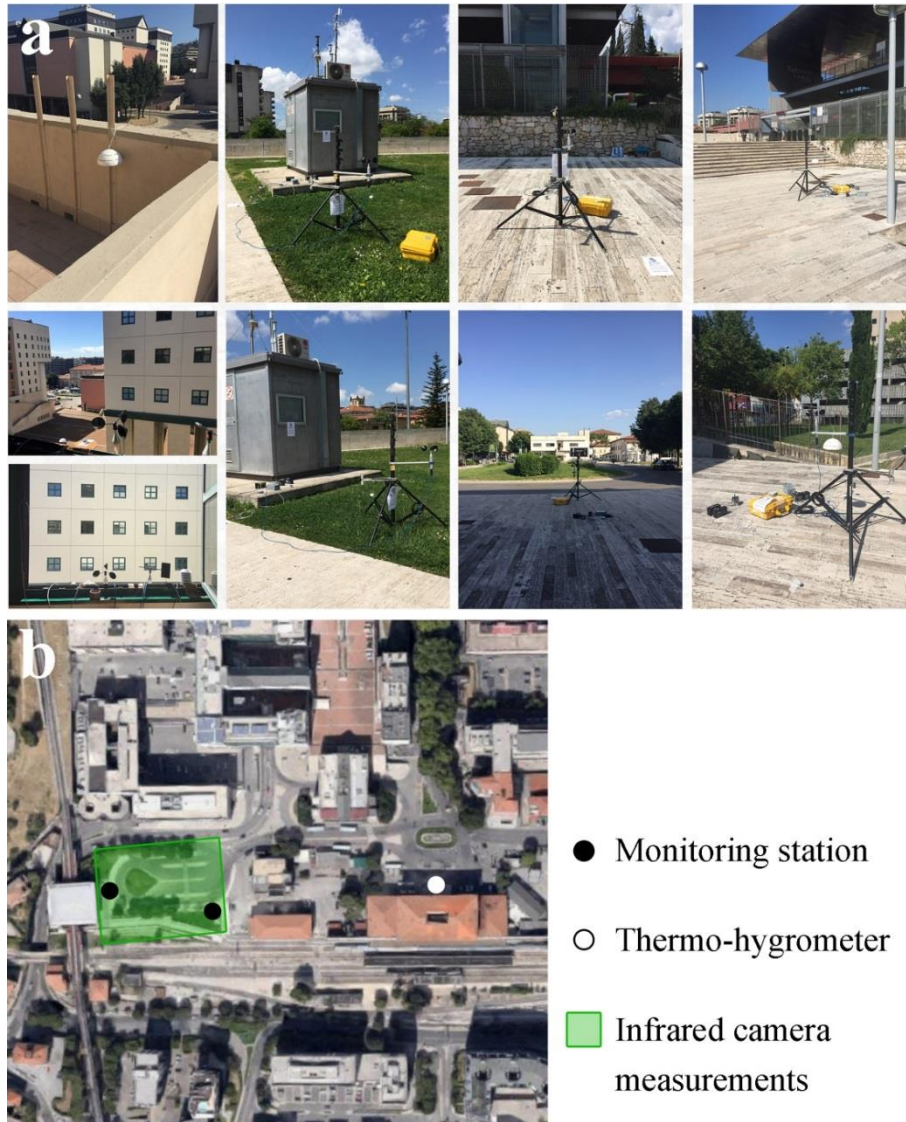 a
b
Monitoring station
Thermo-hygrometer
Infrared camera
measurements